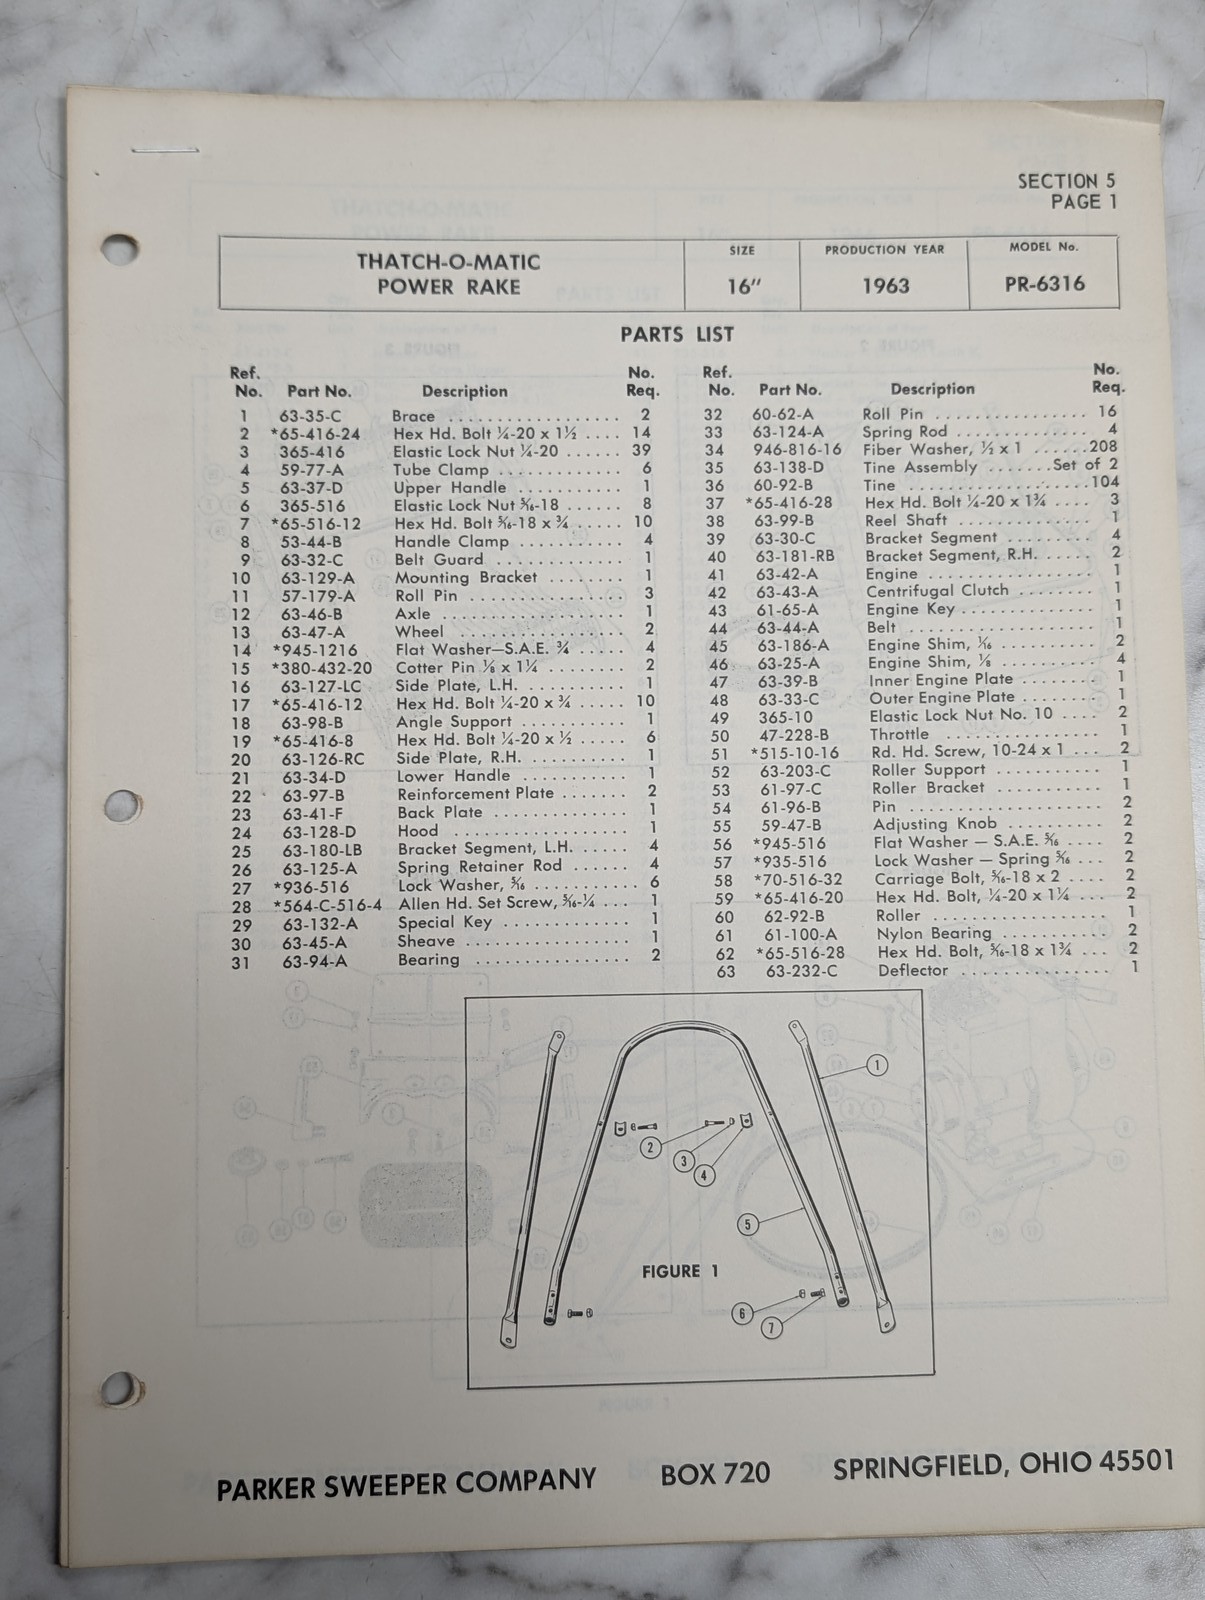 SECTION 5
PAGE 1
THATCH-O-MATIC
POWER RAKE
SIZE
16"
PRODUCTION YEAR
1963
MODEL No.
PR-6316
PARTS LIST
Ref. No. Part No. Description No. Req.
1 63-35-C Brace 2
2 *65-416-24 Hex Hd. Bolt ¼-20 x 1½ 14
3 365-416 Elastic Lock Nut ¼-20 39
4 59-77-A Tube Clamp 6
5 63-37-D Upper Handle 1
6 365-516 Elastic Lock Nut 5/16-18 8
7 *65-516-12 Hex Hd. Bolt 5/16-18 x ¾ 10
8 53-44-B Handle Clamp 4
9 63-32-C Belt Guard 1
10 63-129-A Mounting Bracket 1
11 57-179-A Roll Pin 3
12 63-46-B Axle 1
13 63-47-A Wheel 2
14 *945-1216 Flat Washer—S.A.E. ¾ 4
15 *380-432-20 Cotter Pin ⅛ x 1¼ 2
16 63-127-LC Side Plate, L.H. 1
17 *65-416-12 Hex Hd. Bolt ¼-20 x ¾ 10
18 63-98-B Angle Support 1
19 *65-416-8 Hex Hd. Bolt ¼-20 x ½ 6
20 63-126-RC Side Plate, R.H. 1
21 63-34-D Lower Handle 1
22 63-97-B Reinforcement Plate 2
23 63-41-F Back Plate 1
24 63-128-D Hood 1
25 63-180-LB Bracket Segment, L.H. 4
26 63-125-A Spring Retainer Rod 4
27 *936-516 Lock Washer, 5/16 6
28 *564-C-516-4 Allen Hd. Set Screw, 5/16-¼ 1
29 63-132-A Special Key 1
30 63-45-A Sheave 1
31 63-94-A Bearing 2
Ref. No. Part No. Description No. Req.
32 60-62-A Roll Pin 16
33 63-124-A Spring Rod 4
34 946-816-16 Fiber Washer, ½ x 1 208
35 63-138-D Tine Assembly Set of 2
36 60-92-B Tine 104
37 *65-416-28 Hex Hd. Bolt ¼-20 x 1¾ 3
38 63-99-B Reel Shaft 1
39 63-30-C Bracket Segment 4
40 63-181-RB Bracket Segment, R.H. 2
41 63-42-A Engine 1
42 63-43-A Centrifugal Clutch 1
43 61-65-A Engine Key 1
44 63-44-A Belt 1
45 63-186-A Engine Shim, 1/16 2
46 63-25-A Engine Shim, ⅛ 4
47 63-39-B Inner Engine Plate 1
48 63-33-C Outer Engine Plate 1
49 365-10 Elastic Lock Nut No. 10 2
50 47-228-B Throttle 1
51 *515-10-16 Rd. Hd. Screw, 10-24 x 1 2
52 63-203-C Roller Support 1
53 61-97-C Roller Bracket 1
54 61-96-B Pin 2
55 59-47-B Adjusting Knob 2
56 *945-516 Flat Washer — S.A.E. 5/16 2
57 *935-516 Lock Washer — Spring 5/16 2
58 *70-516-32 Carriage Bolt, 5/16-18 x 2 2
59 *65-416-20 Hex Hd. Bolt, ¼-20 x 1¼ 2
60 62-92-B Roller 1
61 61-100-A Nylon Bearing 2
62 *65-516-28 Hex Hd. Bolt, 5/16-18 x 1¾ 2
63 63-232-C Deflector 1
1
2
3
4
5
FIGURE 1
6
7
PARKER SWEEPER COMPANY BOX 720 SPRINGFIELD, OHIO 45501